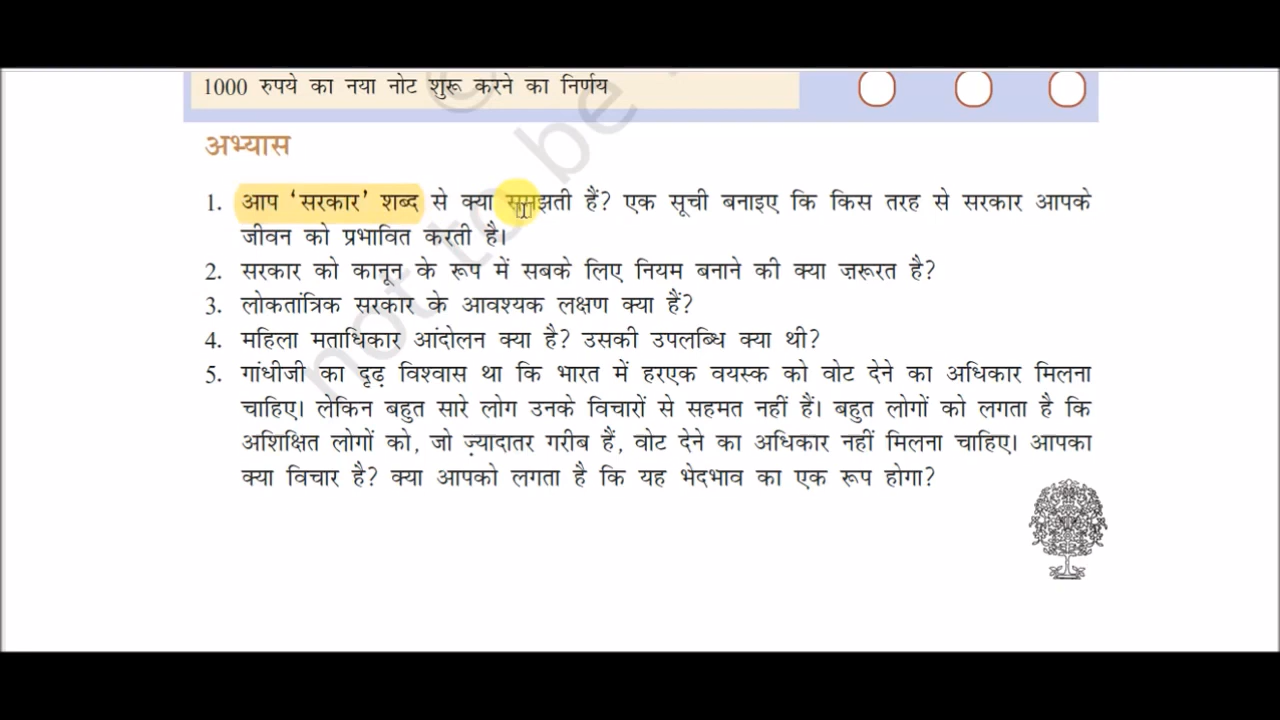 1000 रुपये का नया नोट शुरू करने का निर्णय
©
not to be
अभ्यास
1. आप ‘सरकार’ शब्द से क्या समझती हैं? एक सूची बनाइए कि किस तरह से सरकार आपके
जीवन को प्रभावित करती है।
2. सरकार को कानून के रूप में सबके लिए नियम बनाने की क्या ज़रूरत है?
3. लोकतांत्रिक सरकार के आवश्यक लक्षण क्या हैं?
4. महिला मताधिकार आंदोलन क्या है? उसकी उपलब्धि क्या थी?
5. गांधीजी का दृढ़ विश्वास था कि भारत में हरएक वयस्क को वोट देने का अधिकार मिलना
चाहिए। लेकिन बहुत सारे लोग उनके विचारों से सहमत नहीं हैं। बहुत लोगों को लगता है कि
अशिक्षित लोगों को, जो ज़्यादातर गरीब हैं, वोट देने का अधिकार नहीं मिलना चाहिए। आपका
क्या विचार है? क्या आपको लगता है कि यह भेदभाव का एक रूप होगा?